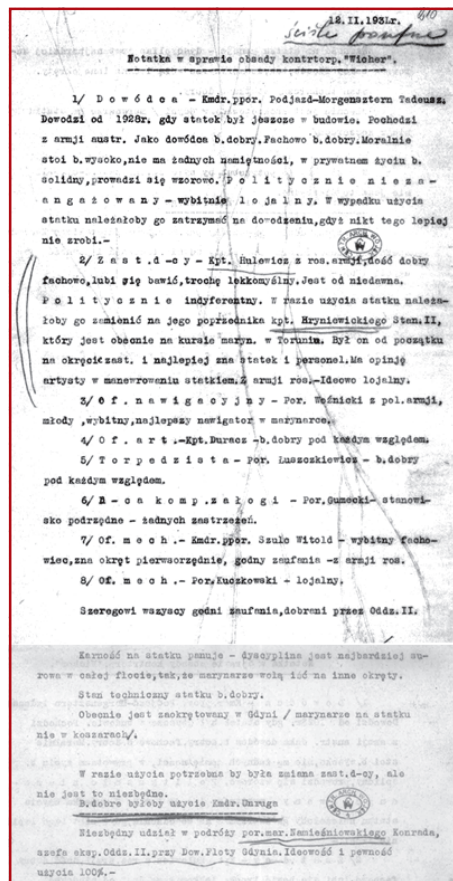 12.II.1931r.
610
ściśle poufne
Notatka w sprawie obsady kontrtorp."Wicher".
1/ D o w ó d c a - Kmdr.ppor. Podjazd-Morgensztern Tadeusz.
Dowodzi od 1928r. gdy statek był jeszcze w budowie. Pochodzi
z armji austr. Jako dowódca b.dobry.Fachowo b.dobry.Moralnie
stoi b.wysoko,nie ma żadnych namiętności, w prywatnem życiu b.
solidny,prowadzi się wzorowo. P o l i t y c z n i e n i e z a -
a n g a ż o w a n y - wybitnie l o j a l n y. W wypadku użycia
statku należałoby go zatrzymać na dowodzeniu,gdyż nikt tego lepiej
nie zrobi.-
2/ Z a s t . d - c y - Kpt. Hulewicz z ros.armji,dość dobry
fachowo,lubi się bawić,trochę lekkomyślny.Jest od niedawna.
P o l i t y c z n i e indyferentny. W razie użycia statku należa-
łoby go zamienić na jego poprzednika kpt. Hryniewickiego Stan.II,
który jest obecnie na kursie maryn. w Toruniu. Był on od początku
na okręcie zast. i najlepiej zna statek i personel.Ma opinję
artysty w manewrowaniu statkiem.Z armji ros.-Ideowo lojalny.
3/ O f . n a w i g a c y j n y - Por. Woźnicki z pol.armji,
młody ,wybitny,najlepszy nawigator w marynarce.
4/ O f . a r t .-Kpt.Duracz -b.dobry pod każdym względem.
5/ T o r p e d z i s t a - Por. Łuszczkiewicz - b.dobry
pod każdym względem.
6/ D - c a k o m p . z a ł o g i - Por.Gumecki- stanowi-
sko podrzędne - żadnych zastrzeżeń.
7/ Of. m e c h .- Kmdr.ppor. Szulc Witold - wybitny facho-
wiec,zna okręt pierwszorzędnie, godny zaufania -z armji ros.
8/ Of. m e c h .- Por.Kuczkowski - lojalny.
Szeregowi wszyscy godni zaufania,dobrani przez Oddz.II.
Karność na statku panuje - dyscyplina jest najbardziej su-
rowa w całej flocie,tak,że marynarze wolą iść na inne okręty.
Stan techniczny statku b.dobry.
Obecnie jest zaokrętowany w Gdyni / marynarze na statku
nie w koszarach/.
W razie użycia potrzebna by była zmiana zast.d-cy, ale
nie jest to niezbędne.
B.dobre byłoby użycie Kmdr.Unruga
Niezbędny udział w podróży por.mar.Namieśniowskiego Konrada,
szefa eksp.Oddz.II.przy Dow.Floty Gdynia.Ideowość i pewność
użycia 100%.-